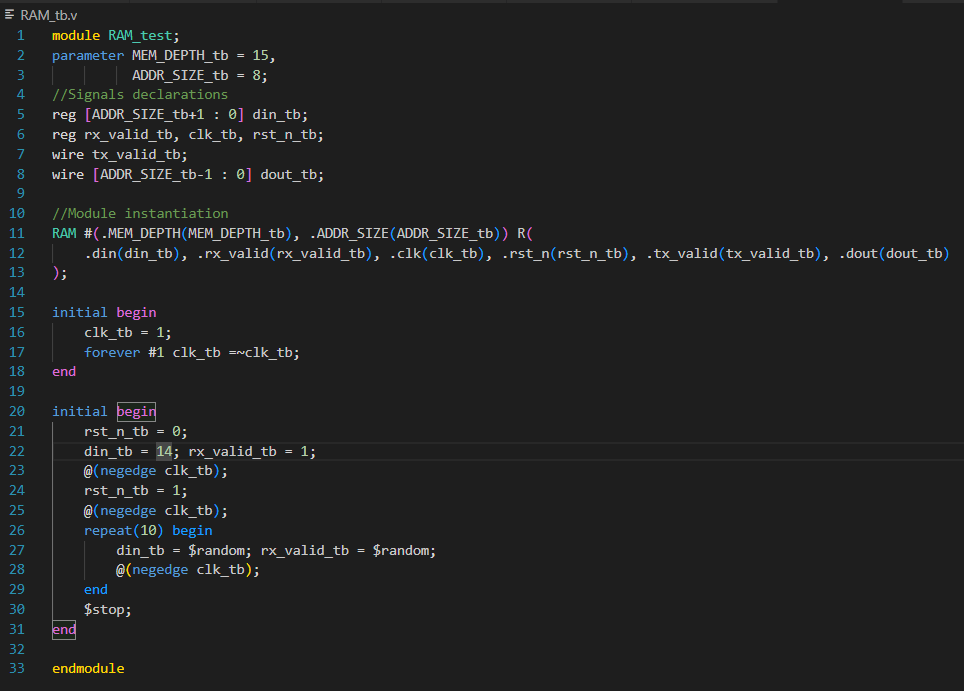 RAM_tb.v
1 module RAM_test;
2 parameter MEM_DEPTH_tb = 15,
3 ADDR_SIZE_tb = 8;
4 //Signals declarations
5 reg [ADDR_SIZE_tb+1 : 0] din_tb;
6 reg rx_valid_tb, clk_tb, rst_n_tb;
7 wire tx_valid_tb;
8 wire [ADDR_SIZE_tb-1 : 0] dout_tb;
9
10 //Module instantiation
11 RAM #(.MEM_DEPTH(MEM_DEPTH_tb), .ADDR_SIZE(ADDR_SIZE_tb)) R(
12 .din(din_tb), .rx_valid(rx_valid_tb), .clk(clk_tb), .rst_n(rst_n_tb), .tx_valid(tx_valid_tb), .dout(dout_tb)
13 );
14
15 initial begin
16 clk_tb = 1;
17 forever #1 clk_tb =~clk_tb;
18 end
19
20 initial begin
21 rst_n_tb = 0;
22 din_tb = 14; rx_valid_tb = 1;
23 @(negedge clk_tb);
24 rst_n_tb = 1;
25 @(negedge clk_tb);
26 repeat(10) begin
27 din_tb = $random; rx_valid_tb = $random;
28 @(negedge clk_tb);
29 end
30 $stop;
31 end
32
33 endmodule